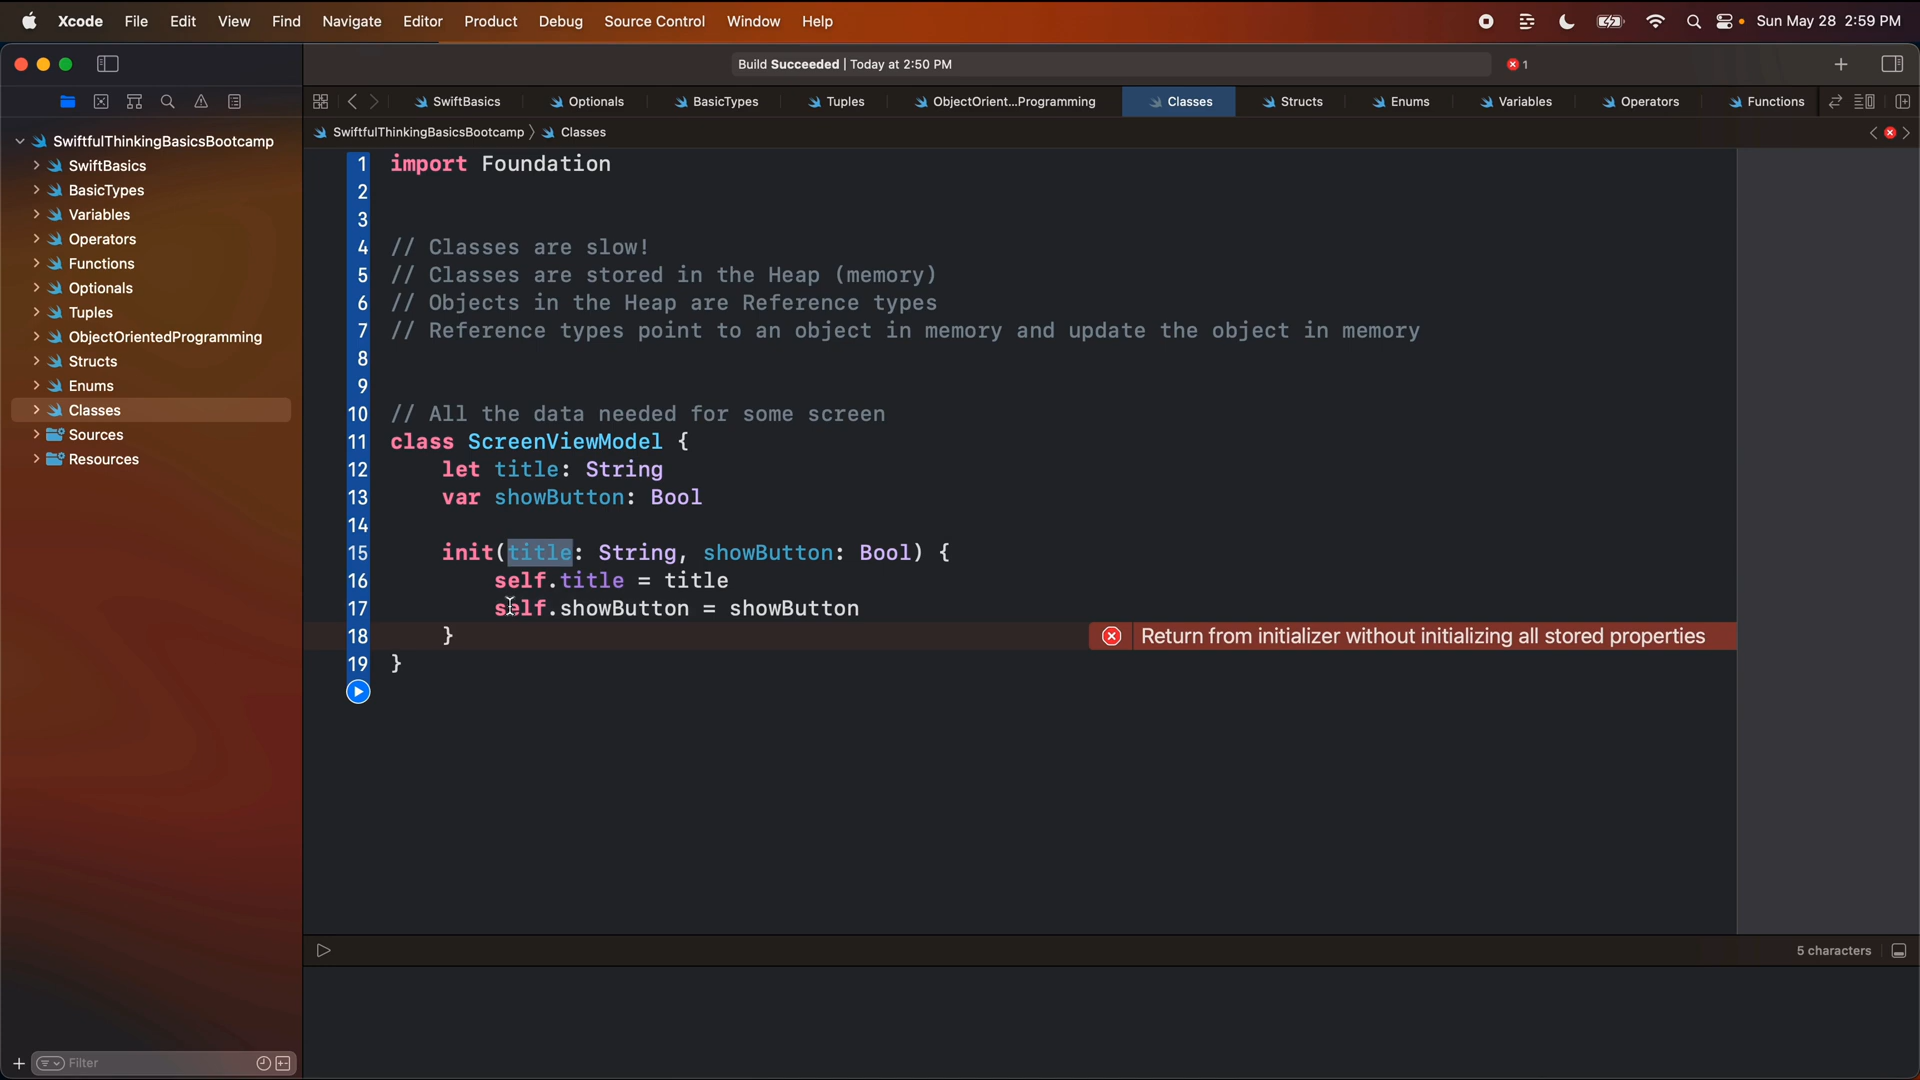 Xcode File Edit View Find Navigate Editor Product Debug Source Control Window Help Sun May 28 2:59 PM
Build Succeeded | Today at 2:50 PM 1
SwiftBasics Optionals BasicTypes Tuples ObjectOrient...Programming Classes Structs Enums Variables Operators Functions
SwiftfulThinkingBasicsBootcamp Classes
SwiftfulThinkingBasicsBootcamp
SwiftBasics
BasicTypes
Variables
Operators
Functions
Optionals
Tuples
ObjectOrientedProgramming
Structs
Enums
Classes
Sources
Resources
Filter
1 import Foundation
2
3
4 // Classes are slow!
5 // Classes are stored in the Heap (memory)
6 // Objects in the Heap are Reference types
7 // Reference types point to an object in memory and update the object in memory
8
9
10 // All the data needed for some screen
11 class ScreenViewModel {
12 let title: String
13 var showButton: Bool
14
15 init(title: String, showButton: Bool) {
16 self.title = title
17 self.showButton = showButton
18 } Return from initializer without initializing all stored properties
19 }
5 characters